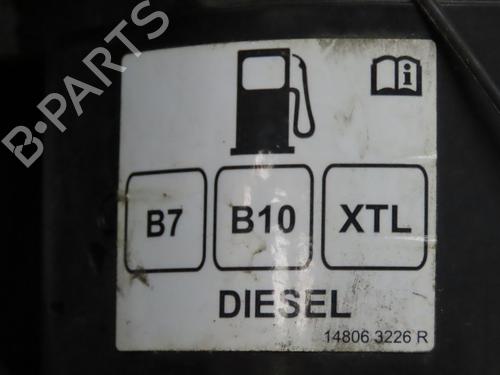 B-PARTS
i
B7 B10 XTL
DIESEL
14806 3226 R